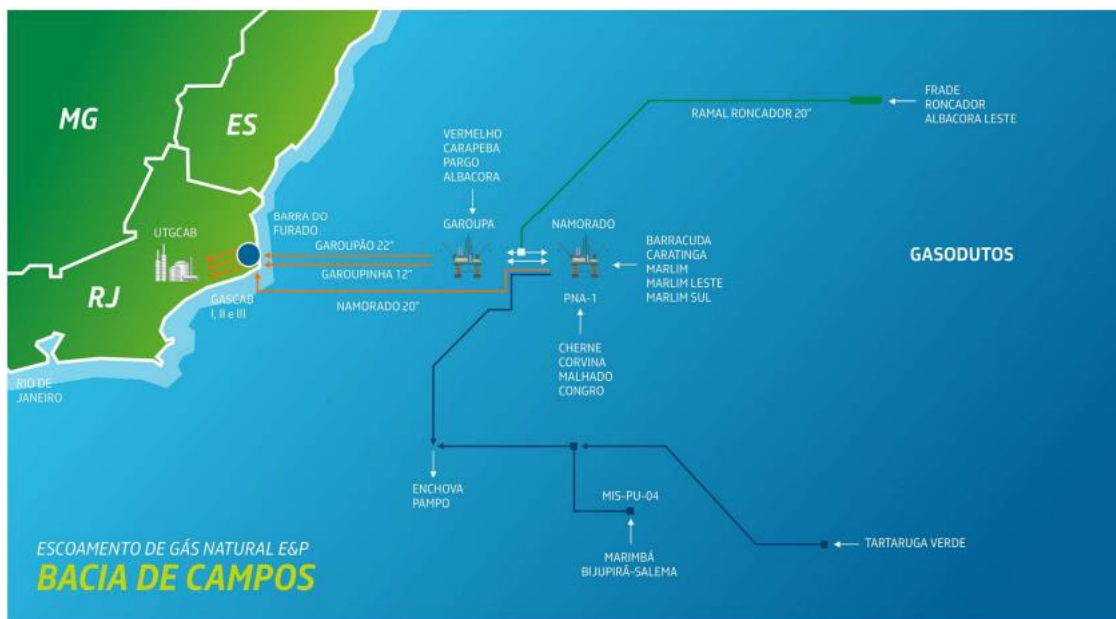 MG
ES
RJ
UTGCAB
BARRA DO
FURADO
GASCAB
I, II e III
RIO DE
JANEIRO
VERMELHO
CARAPEBA
PARGO
ALBACORA
GAROUPA
GAROUPÃO 22"
GAROUPINHA 12"
NAMORADO 20"
RAMAL RONCADOR 20"
FRADE
RONCADOR
ALBACORA LESTE
NAMORADO
PNA-1
BARRACUDA
CARATINGA
MARLIM
MARLIM LESTE
MARLIM SUL
GASODUTOS
CHERNE
CORVINA
MALHADO
CONGRO
ENCHOVA
PAMPO
MIS-PU-04
MARIMBÁ
BIJUPIRÁ-SALEMA
TARTARUGA VERDE
ESCOAMENTO DE GÁS NATURAL E&P
BACIA DE CAMPOS